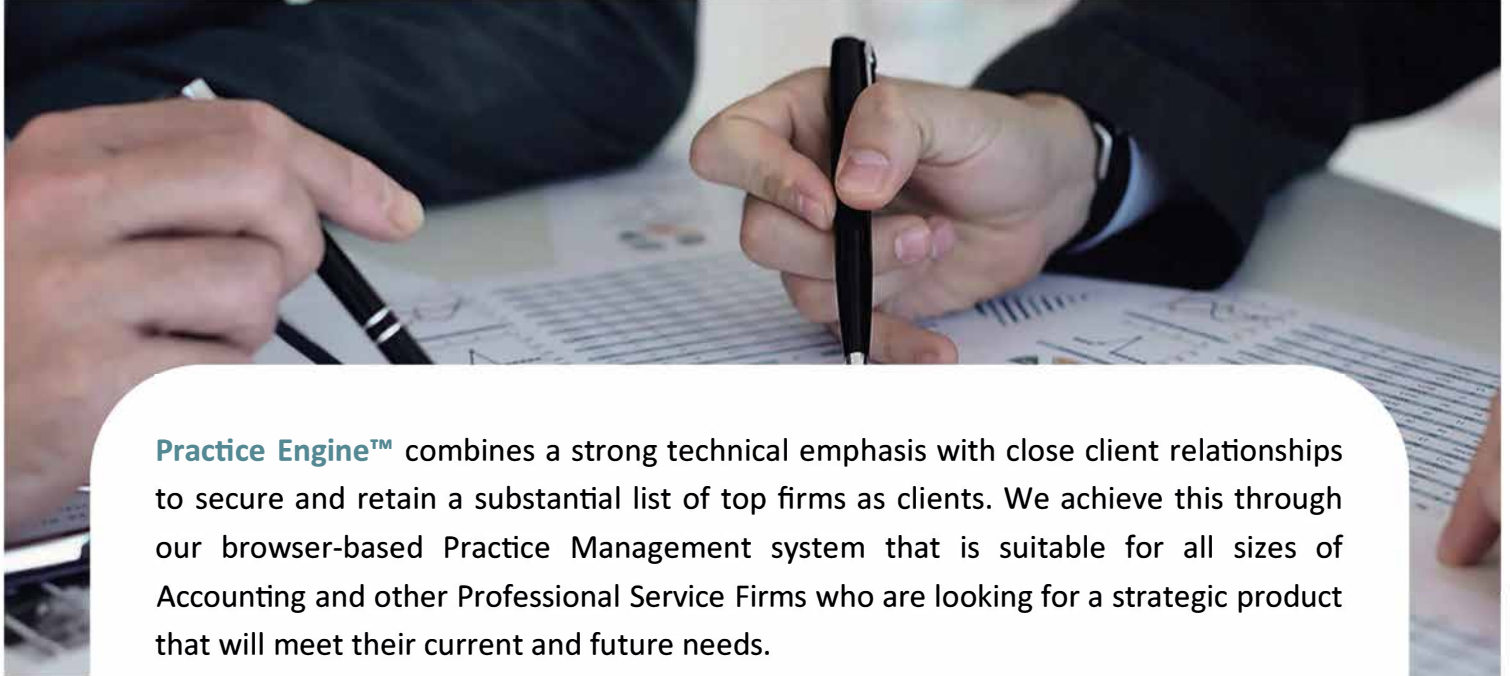 Practice Engine™ combines a strong technical emphasis with close client relationships
to secure and retain a substantial list of top firms as clients. We achieve this through
our browser-based Practice Management system that is suitable for all sizes of
Accounting and other Professional Service Firms who are looking for a strategic product
that will meet their current and future needs.